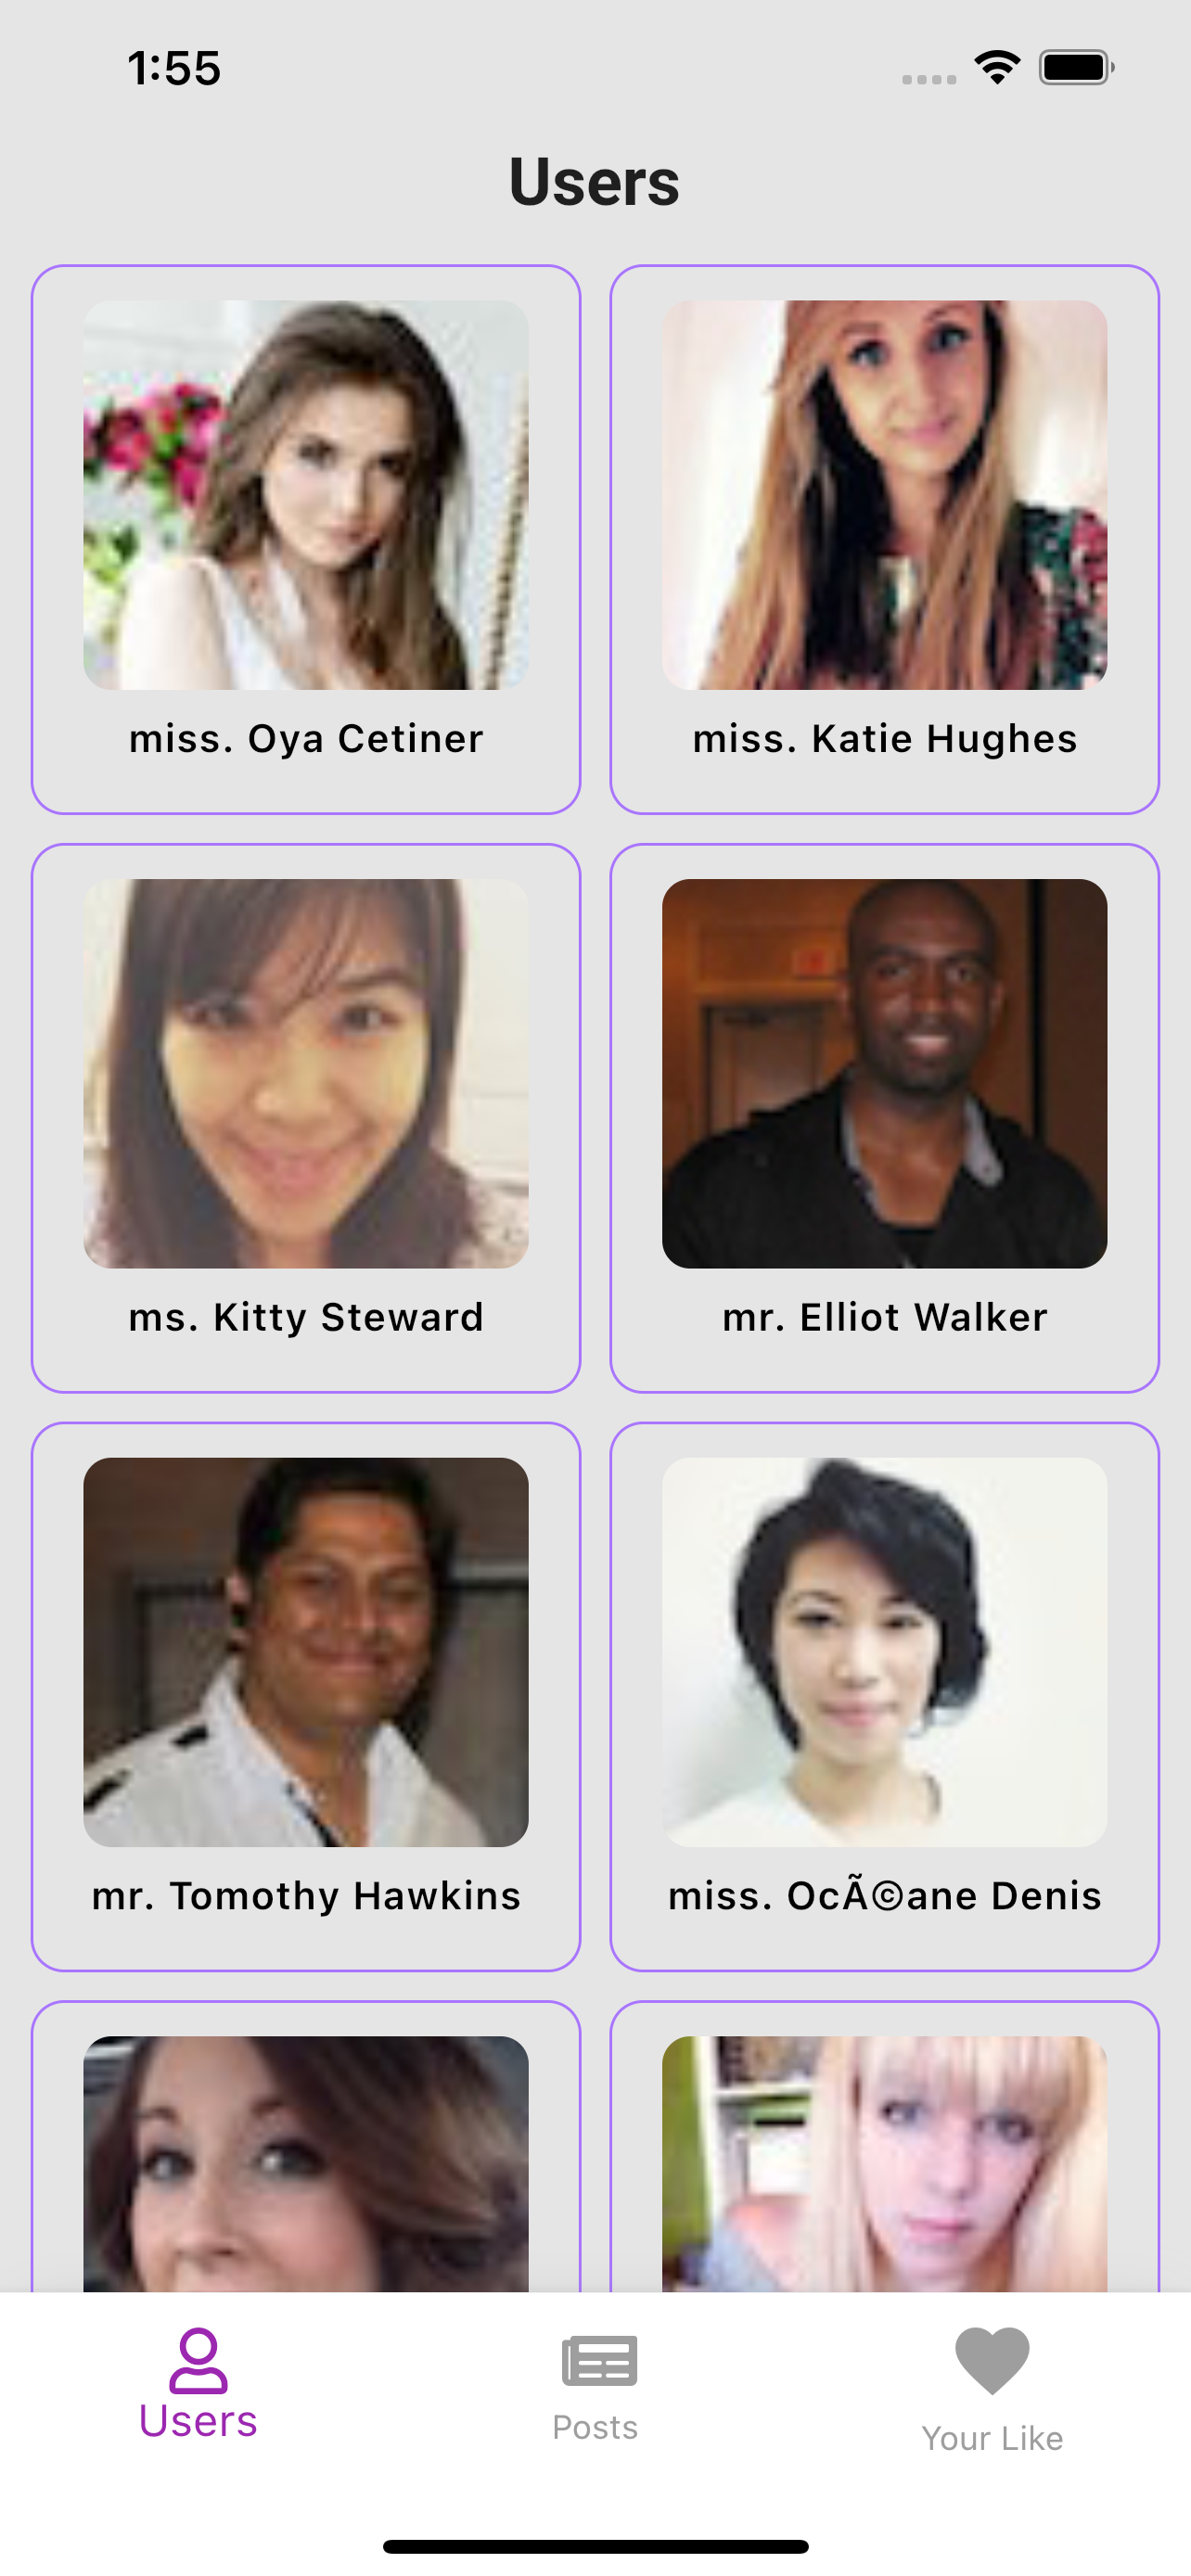 1:55
Users
miss. Oya Cetiner
miss. Katie Hughes
ms. Kitty Steward
mr. Elliot Walker
mr. Tomothy Hawkins
miss. OcÃ©ane Denis
Users
Posts
Your Like